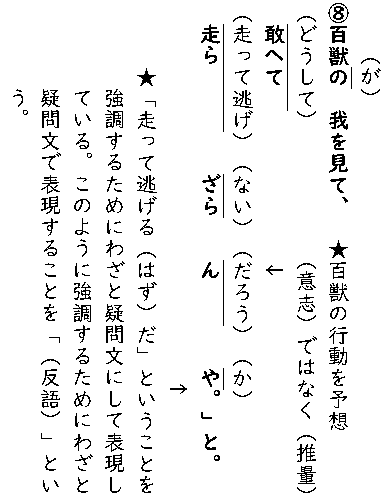 （が）
⑧百獣の　我を見て、　★百獣の行動を予想
（どうして）　←（意志）ではなく（推量）
敢へて
（走って逃げ）（ない）（だろう）（か）
走ら　ざら　ん　や。」と。
→
★「走って逃げる（はず）だ」ということを
強調するためにわざと疑問文にして表現し
ている。このように強調するためにわざと
疑問文で表現することを「（反語）」とい
う。